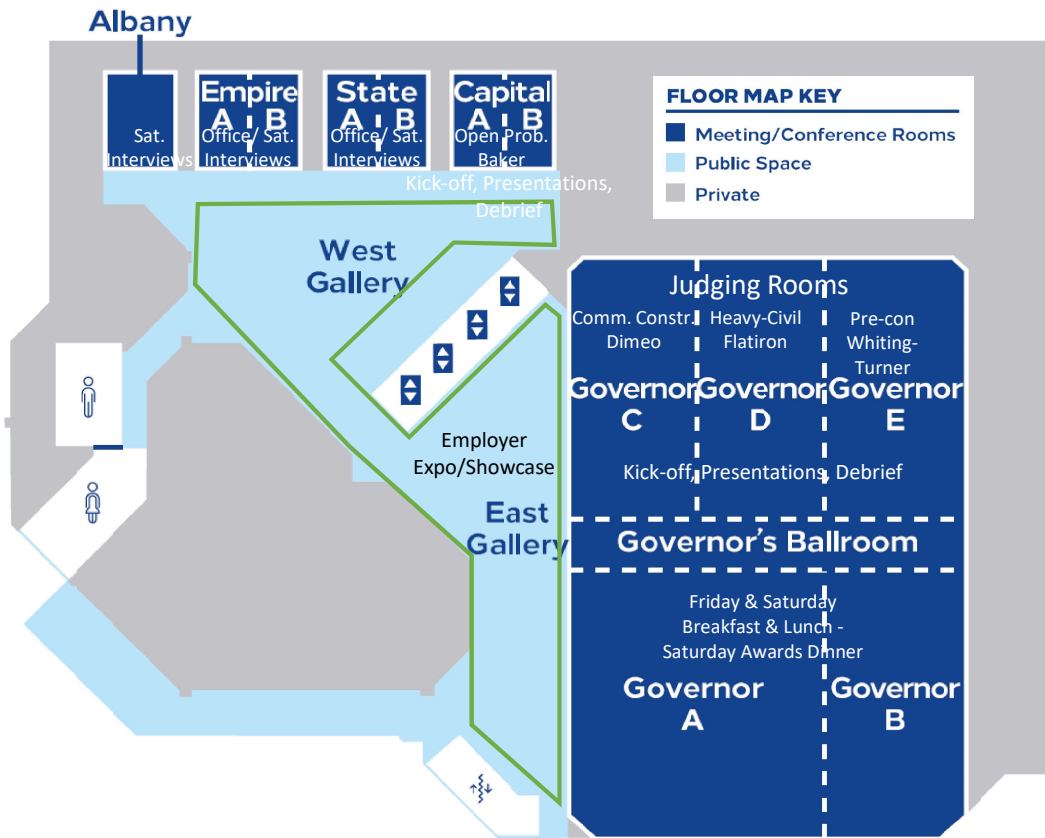 Albany
Empire
A B
State
A B
Capital
A B
Sat.
Interviews
Office/ Sat.
Interviews
Office/ Sat.
Interviews
Open Prob.
Baker
Kick-off, Presentations,
Debrief
FLOOR MAP KEY
Meeting/Conference Rooms
Public Space
Private
West
Gallery
Judging Rooms
Comm. Constr.
Dimeo
Heavy-Civil
Flatiron
Pre-con
Whiting-
Turner
Governor
C
Governor
D
Governor
E
Employer
Expo/Showcase
Kick-off, Presentations, Debrief
East
Gallery
Governor's Ballroom
Friday & Saturday
Breakfast & Lunch -
Saturday Awards Dinner
Governor
A
Governor
B